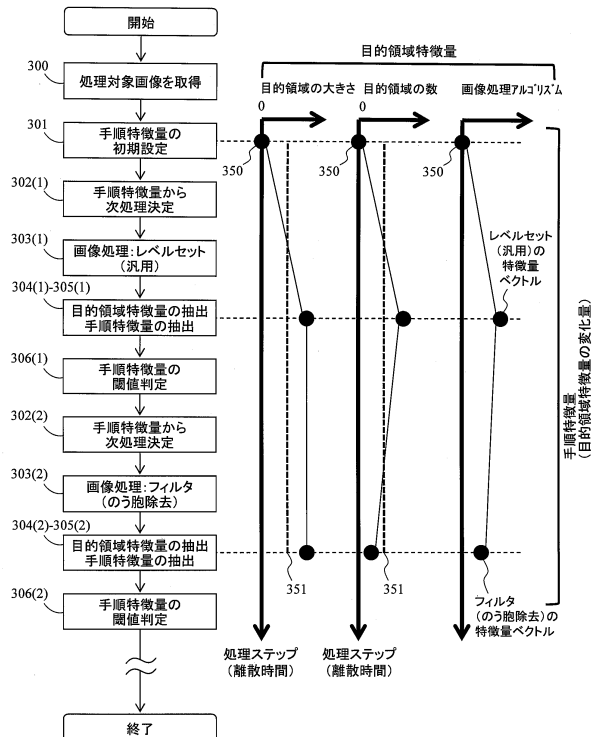 開始
300
処理対象画像を取得
301
手順特徴量の
初期設定
302(1)
手順特徴量から
次処理決定
303(1)
画像処理:レベルセット
(汎用)
304(1)-305(1)
目的領域特徴量の抽出
手順特徴量の抽出
306(1)
手順特徴量の
閾値判定
302(2)
手順特徴量から
次処理決定
303(2)
画像処理:フィルタ
(のう胞除去)
304(2)-305(2)
目的領域特徴量の抽出
手順特徴量の抽出
306(2)
手順特徴量の
閾値判定
終了
目的領域特徴量
目的領域の大きさ
目的領域の数
画像処理アルゴリズム
0
0
350
350
350
レベルセット
(汎用)の
特徴量
ベクトル
351
351
フィルタ
(のう胞除去)の
特徴量ベクトル
処理ステップ
(離散時間)
処理ステップ
(離散時間)
手順特徴量
(目的領域特徴量の変化量)